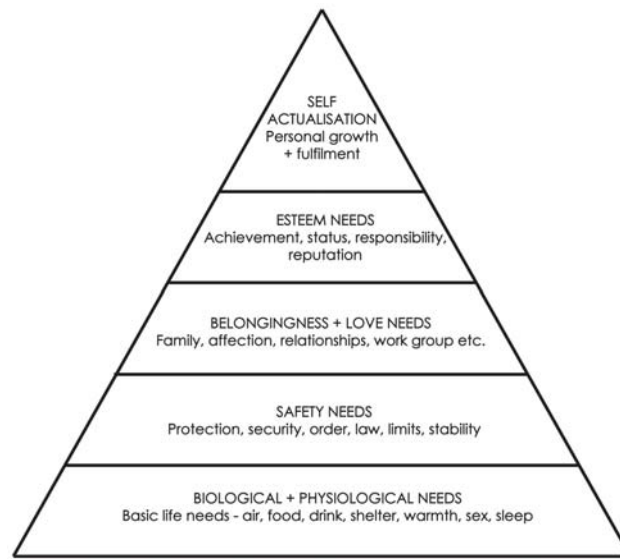 SELF
ACTUALISATION
Personal growth
+ fulfilment
ESTEEM NEEDS
Achievement, status, responsibility,
reputation
BELONGINGNESS + LOVE NEEDS
Family, affection, relationships, work group etc.
SAFETY NEEDS
Protection, security, order, law, limits, stability
BIOLOGICAL + PHYSIOLOGICAL NEEDS
Basic life needs - air, food, drink, shelter, warmth, sex, sleep